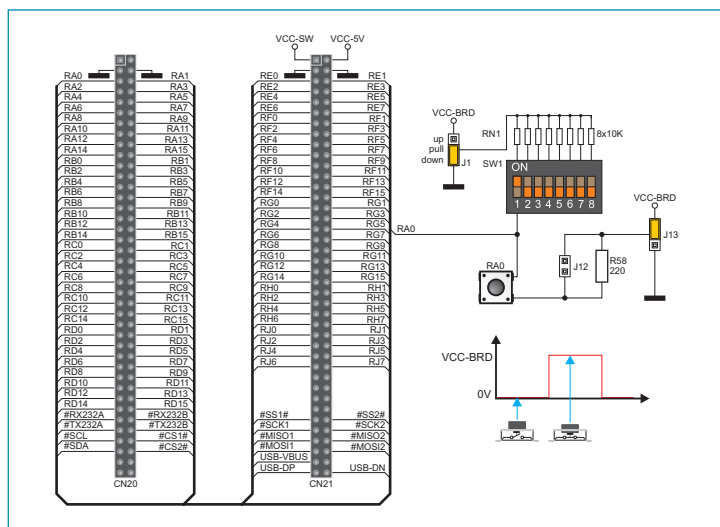 VCC-SW VCC-5V
RA0 RA1
RA2 RA3
RA4 RA5
RA6 RA7
RA8 RA9
RA10 RA11
RA12 RA13
RA14 RA15
RB0 RB1
RB2 RB3
RB4 RB5
RB6 RB7
RB8 RB9
RB10 RB11
RB12 RB13
RB14 RB15
RC0 RC1
RC2 RC3
RC4 RC5
RC6 RC7
RC8 RC9
RC10 RC11
RC12 RC13
RC14 RC15
RD0 RD1
RD2 RD3
RD4 RD5
RD6 RD7
RD8 RD9
RD10 RD11
RD12 RD13
RD14 RD15
#RX232A #RX232B
#TX232A #TX232B
#SCL #CS1#
#SDA #CS2#
CN20
RE0 RE1
RE2 RE3
RE4 RE5
RE6 RE7
RF0 RF1
RF2 RF3
RF4 RF5
RF6 RF7
RF8 RF9
RF10 RF11
RF12 RF13
RF14 RF15
RG0 RG1
RG2 RG3
RG4 RG5
RG6 RG7
RG8 RG9
RG10 RG11
RG12 RG13
RG14 RG15
RH0 RH1
RH2 RH3
RH4 RH5
RH6 RH7
RJ0 RJ1
RJ2 RJ3
RJ4 RJ5
RJ6 RJ7
#SS1# #SS2#
#SCK1 #SCK2
#MISO1 #MISO2
#MOSI1 #MOSI2
USB-VBUS
USB-DP USB-DN
CN21
VCC-BRD
up
pull
down
J1
RN1 8x10K
SW1
ON
1 2 3 4 5 6 7 8
RA0
VCC-BRD
J13
RA0
J12
R58
220
VCC-BRD
0V